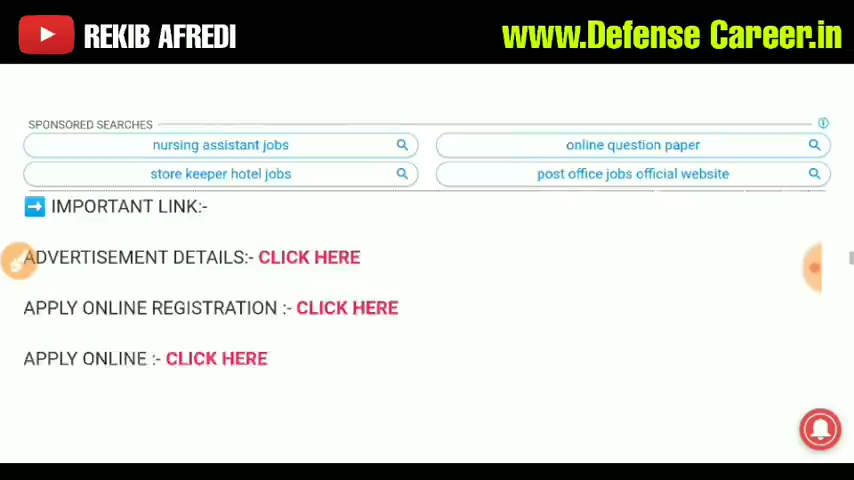 REKIB AFREDI
www.Defense Career.in
SPONSORED SEARCHES
nursing assistant jobs
online question paper
store keeper hotel jobs
post office jobs official website
IMPORTANT LINK:-
ADVERTISEMENT DETAILS:- CLICK HERE
APPLY ONLINE REGISTRATION :- CLICK HERE
APPLY ONLINE :- CLICK HERE